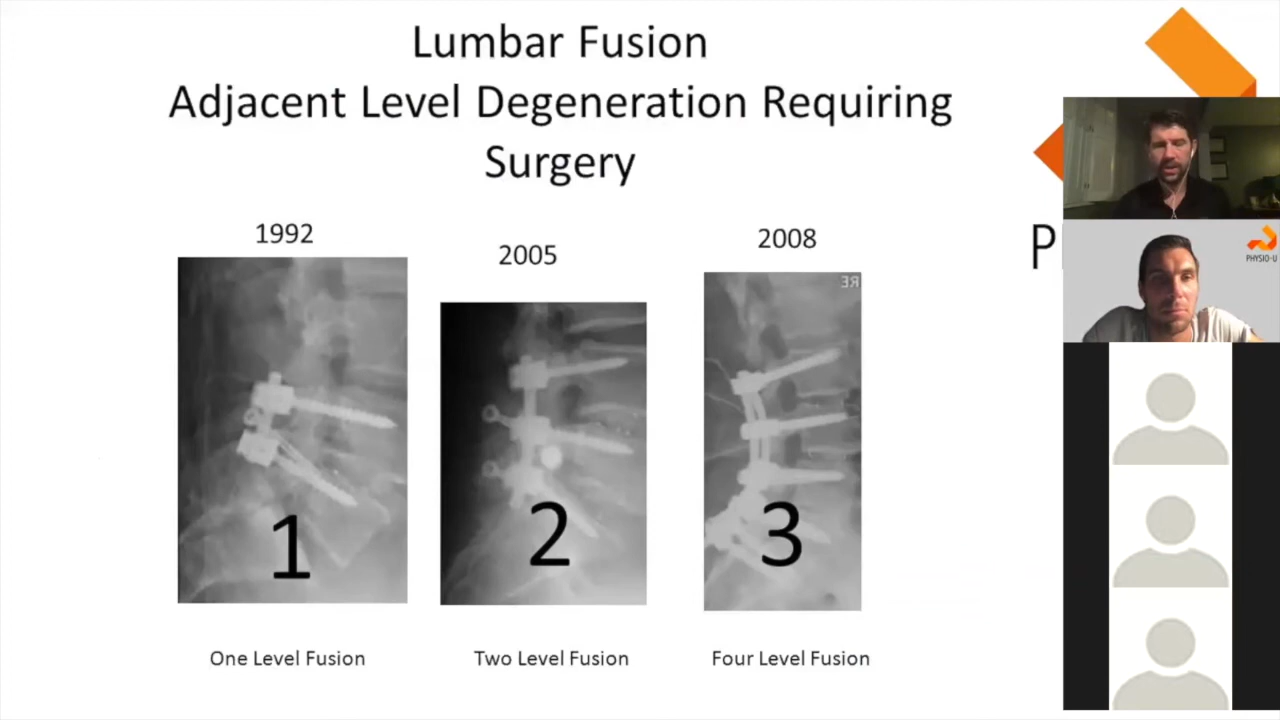 Lumbar Fusion
Adjacent Level Degeneration Requiring
Surgery
1992
2005
2008
P
PHYSIO-U
1
2
3
One Level Fusion
Two Level Fusion
Four Level Fusion